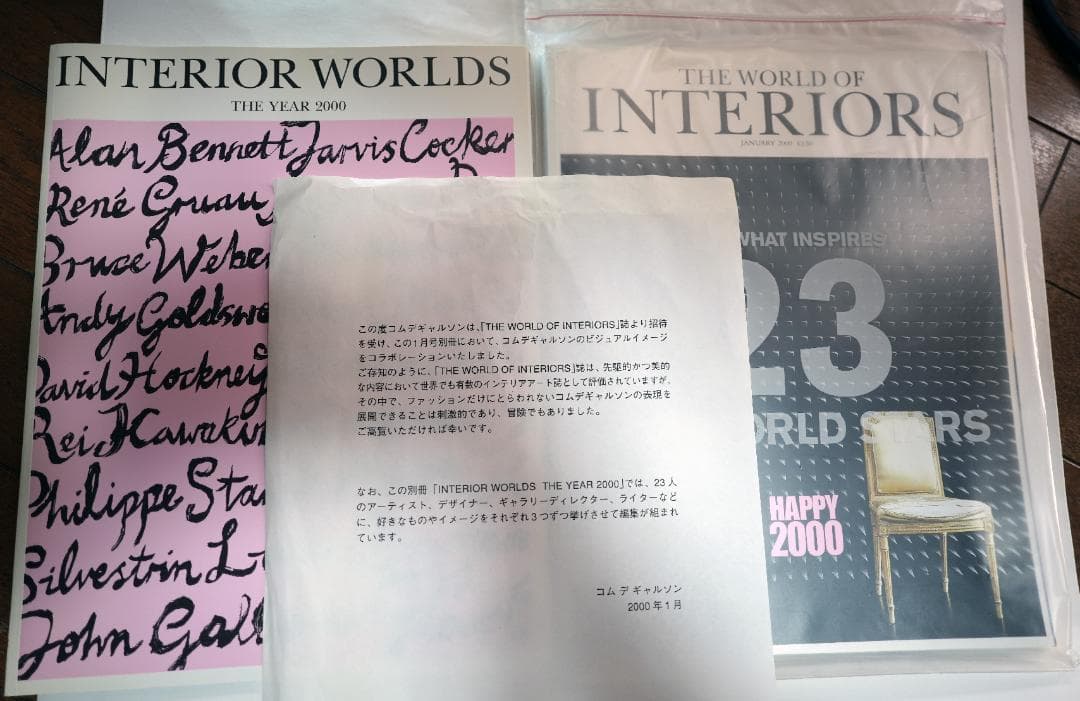 INTERIOR WORLDS
THE YEAR 2000
Alan Bennett Jarvis Cocker
René Gruau
Bruce Weber
Andy
David Hockney
Rei
Philippe
Silvestrin
John
この度コムデギャルソンは、「THE WORLD OF INTERIORS」誌より招待
を受け、この1月号別冊において、コムデギャルソンのビジュアルイメージ
をコラボレーションいたしました。
ご存知のように、「THE WORLD OF INTERIORS」誌は、先駆的かつ美的
な内容において世界でも有数のインテリアアート誌として評価されていますが、
その中で、ファッションだけにとらわれないコムデギャルソンの表現を
展開できることは刺激的であり、冒険でもありました。
ご高覧いただければ幸いです。
なお、この別冊「INTERIOR WORLDS THE YEAR 2000」では、23人
のアーティスト、デザイナー、ギャラリーディレクター、ライターなど
に、好きなものやイメージをそれぞれ3つずつ挙げさせて編集が組まれ
ています。
コム デ ギャルソン
2000年1月
THE WORLD OF
INTERIORS
JANUARY 2000
WHAT INSPIRES
23
WORLD STARS
HAPPY
2000